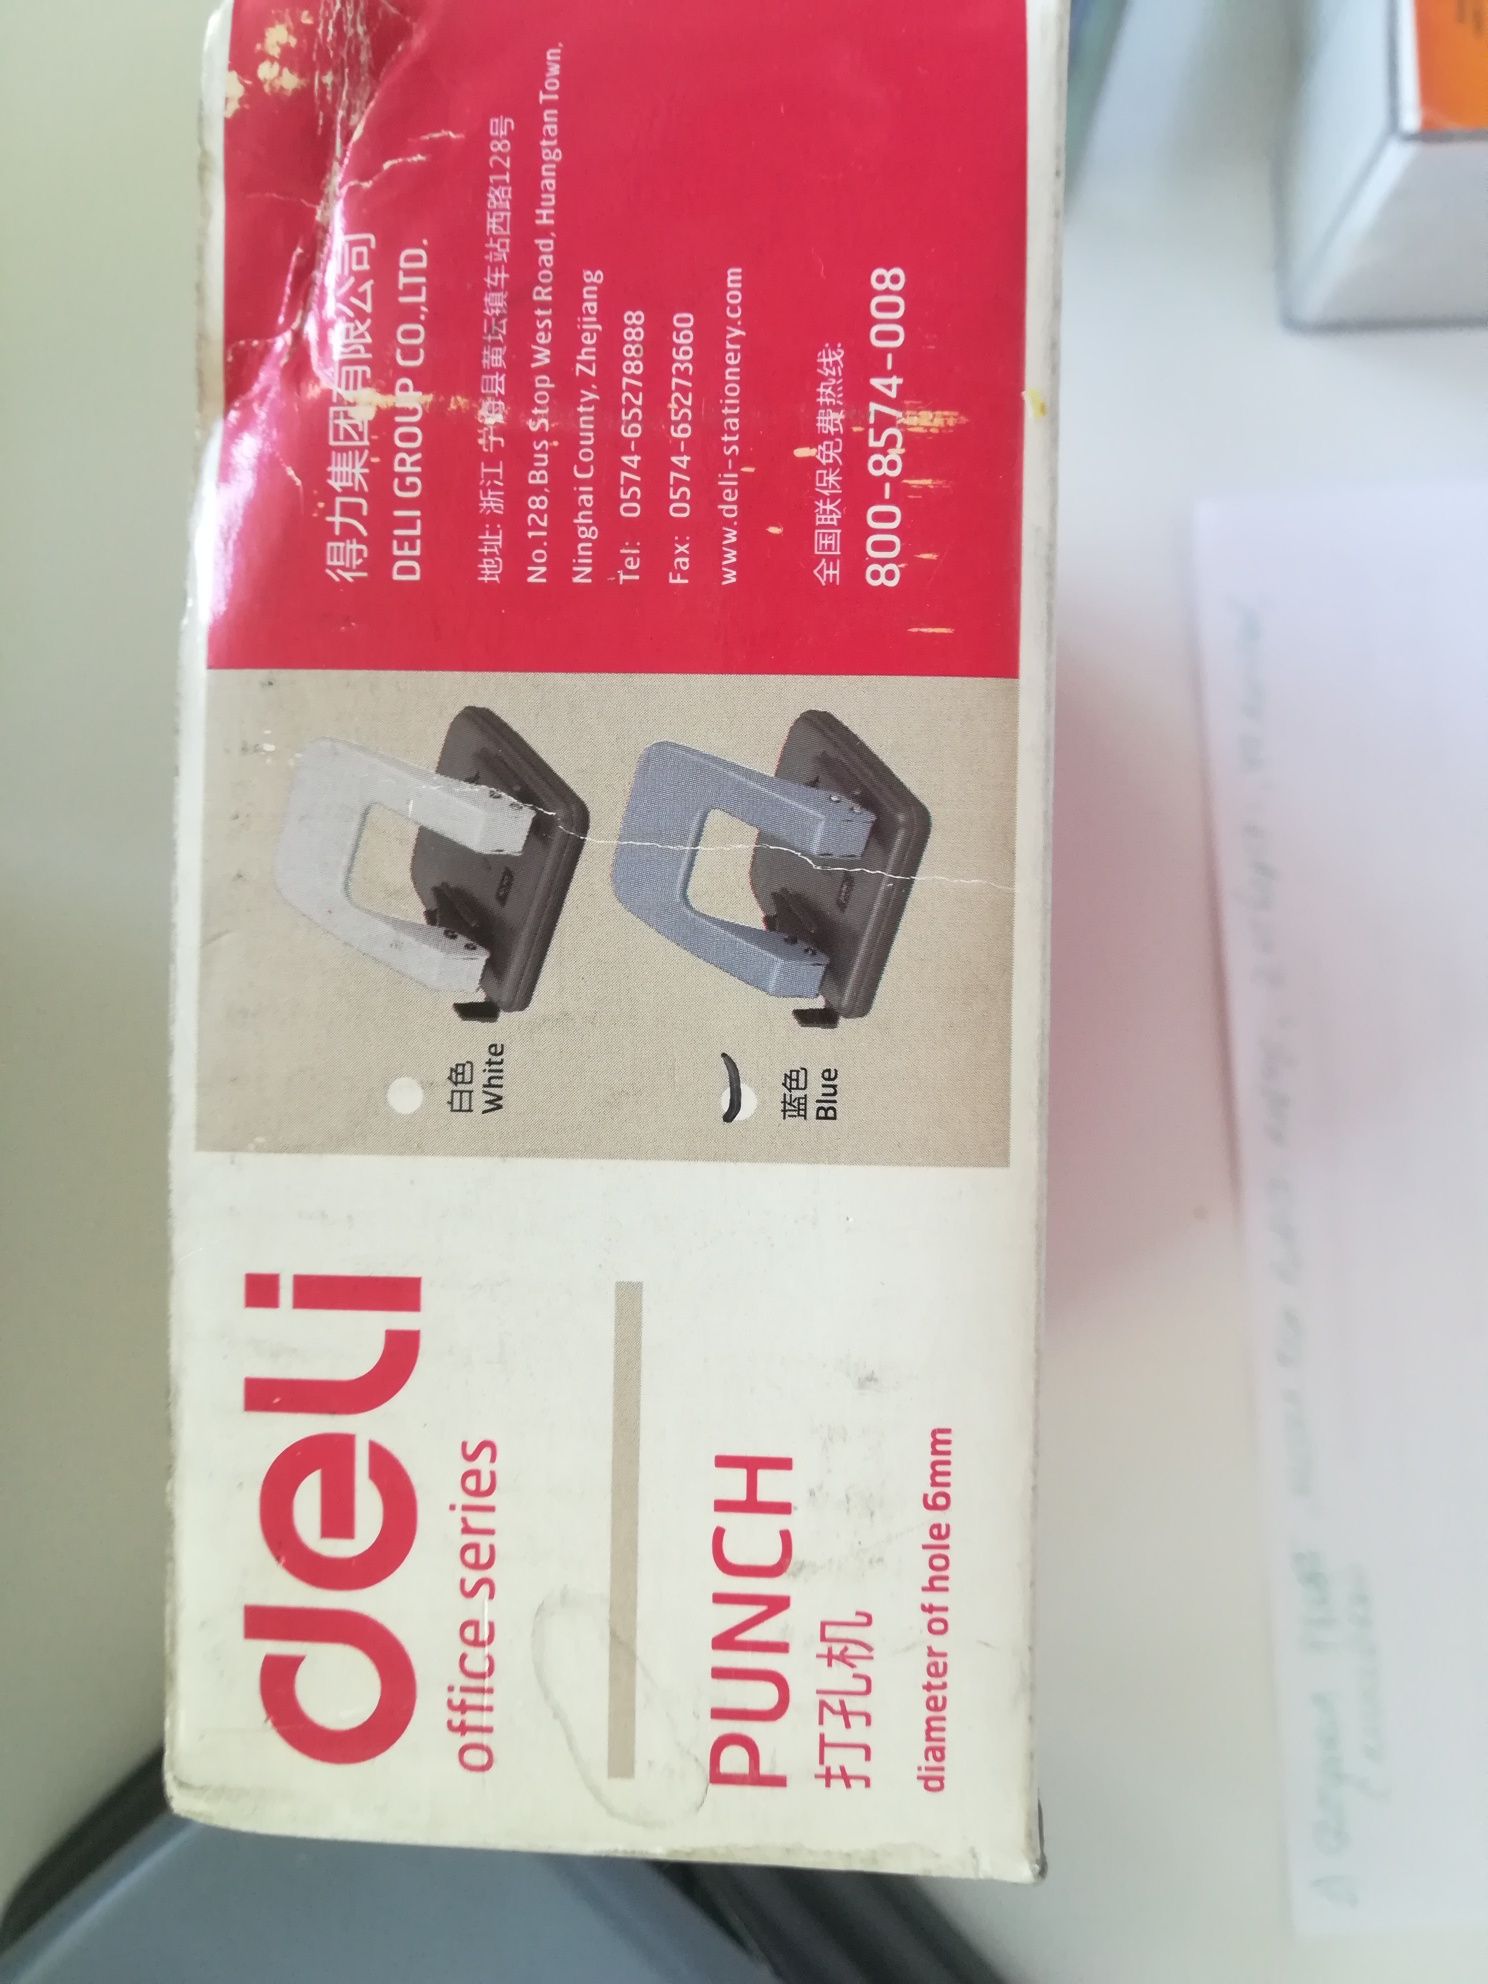 deli
office series
PUNCH
打孔机
diameter of hole 6mm
白色
White
蓝色
Blue
得力集团有限公司
DELI GROUP CO.,LTD.
地址: 浙江 宁海县黄坛镇车站西路128号
No.128,Bus Stop West Road, Huangtan Town,
Ninghai County, Zhejiang
Tel: 0574-65278888
Fax: 0574-65273660
www.deli-stationery.com
全国联保免费热线:
800-8574-008